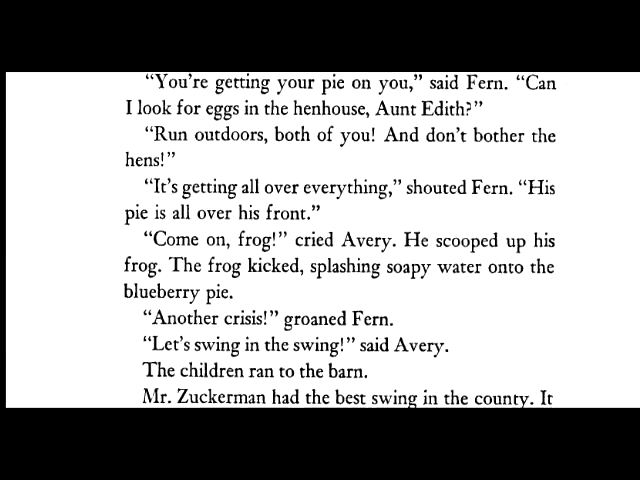 “You’re getting your pie on you,” said Fern. “Can
I look for eggs in the henhouse, Aunt Edith?”
“Run outdoors, both of you! And don’t bother the
hens!”
“It’s getting all over everything,” shouted Fern. “His
pie is all over his front.”
“Come on, frog!” cried Avery. He scooped up his
frog. The frog kicked, splashing soapy water onto the
blueberry pie.
“Another crisis!” groaned Fern.
“Let’s swing in the swing!” said Avery.
The children ran to the barn.
Mr. Zuckerman had the best swing in the county. It